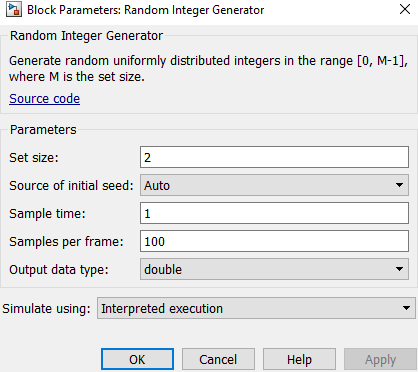 Block Parameters: Random Integer Generator
Random Integer Generator
Generate random uniformly distributed integers in the range [0, M-1],
where M is the set size.
Source code
Parameters
Set size: 2
Source of initial seed: Auto
Sample time: 1
Samples per frame: 100
Output data type: double
Simulate using: Interpreted execution
OK Cancel Help Apply